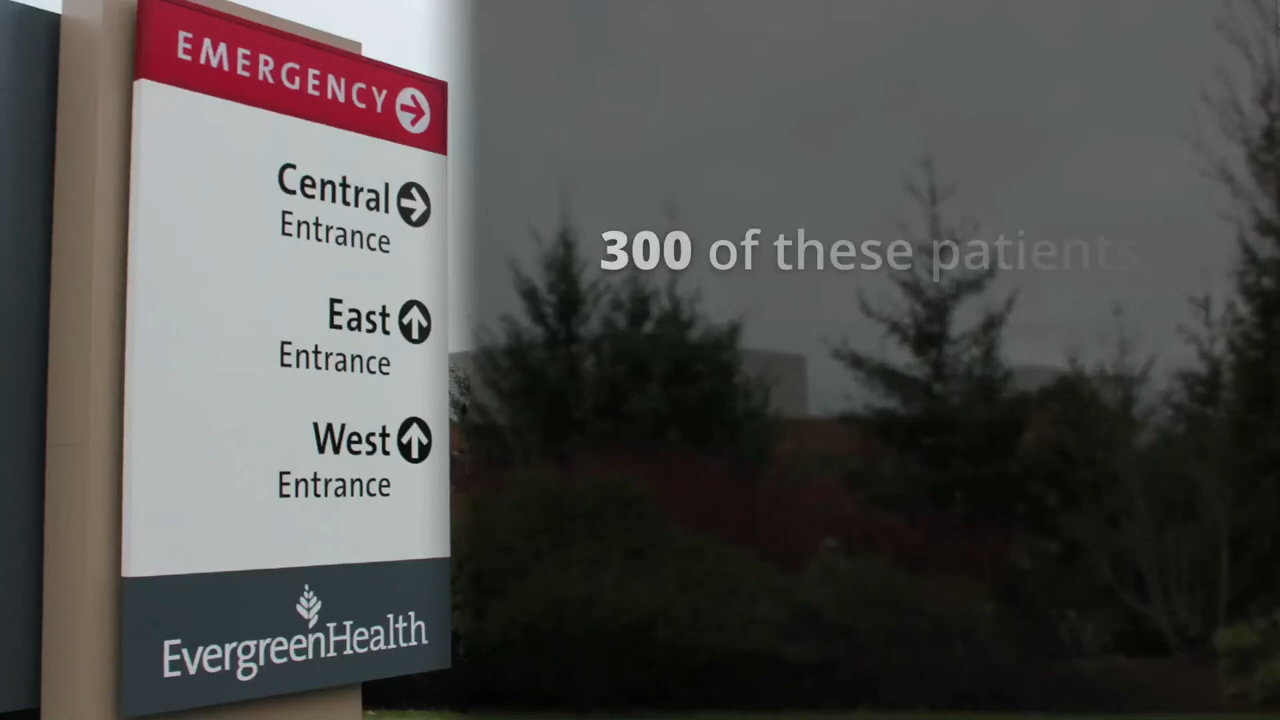 EMERGENCY
Central
Entrance
East
Entrance
West
Entrance
EvergreenHealth
300 of these patients